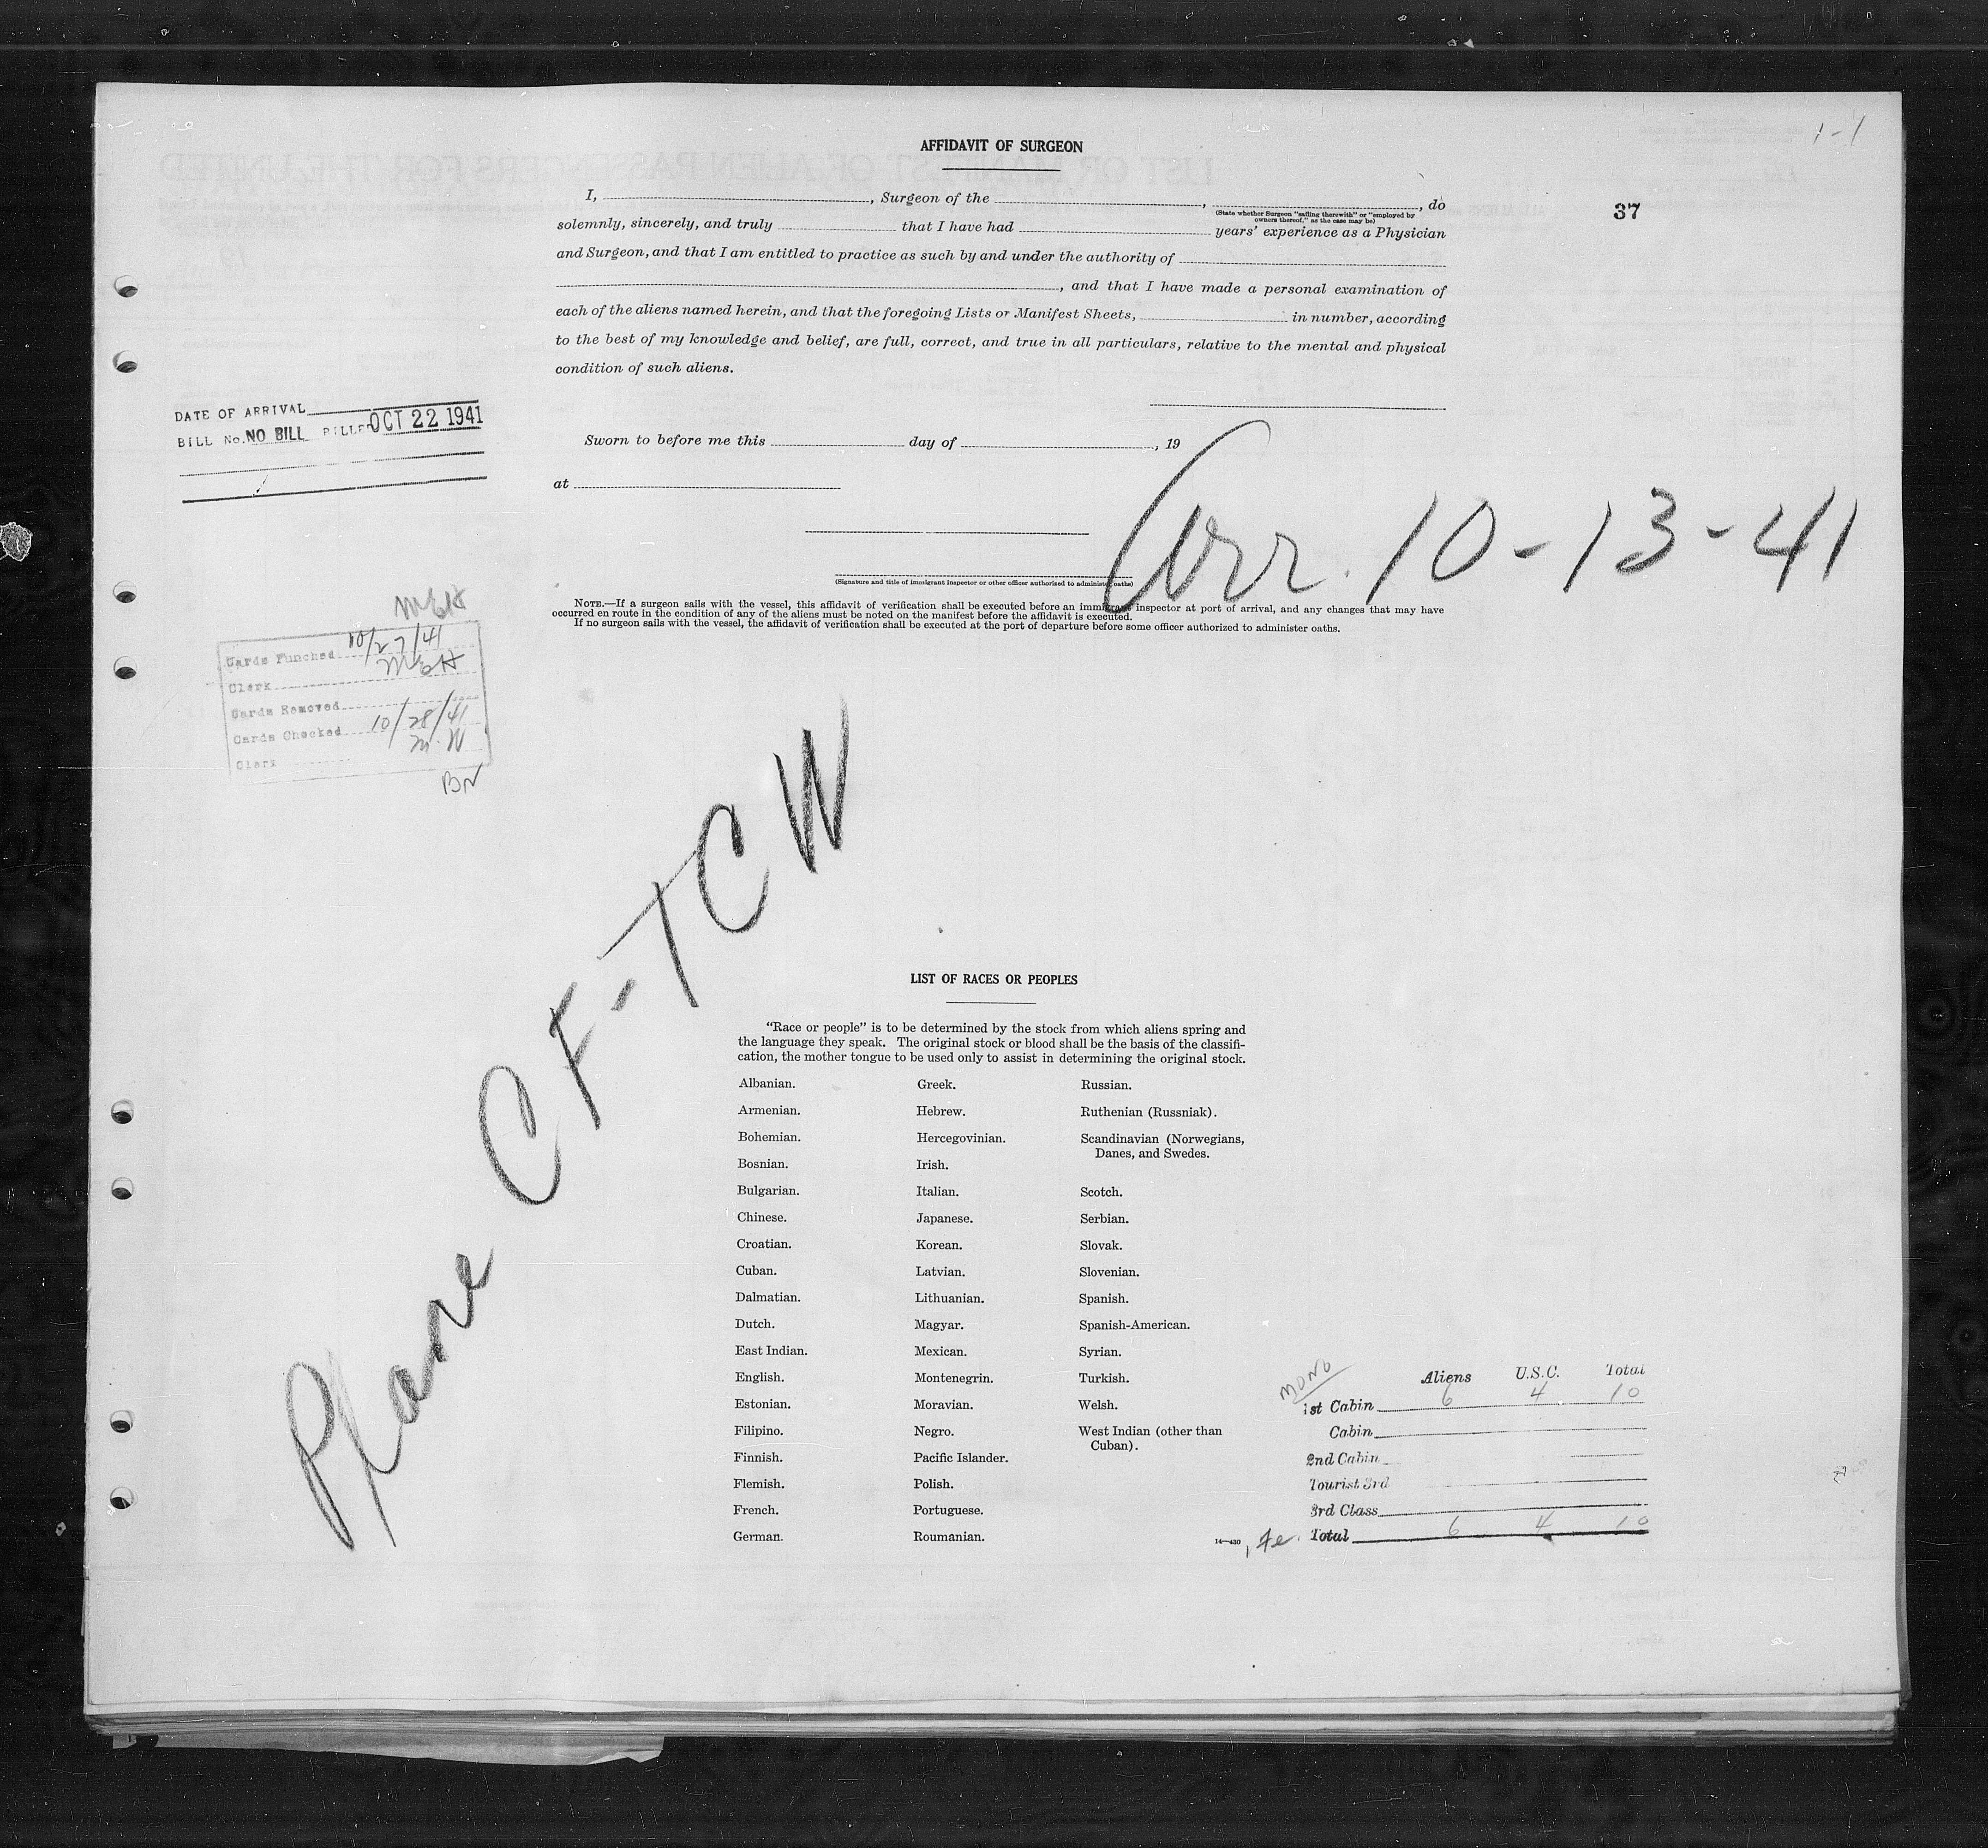 1-1
AFFIDAVIT OF SURGEON
37
I, , Surgeon of the , , do
(State whether Surgeon "sailing therewith" or "employed by
owners thereof," as the case may be)
solemnly, sincerely, and truly that I have had years' experience as a Physician
and Surgeon, and that I am entitled to practice as such by and under the authority of
, and that I have made a personal examination of
each of the aliens named herein, and that the foregoing Lists or Manifest Sheets, in number, according
to the best of my knowledge and belief, are full, correct, and true in all particulars, relative to the mental and physical
condition of such aliens.
DATE OF ARRIVAL
BILL No. NO BILL BILLED OCT 22 1941
Sworn to before me this day of , 19
at
Arr. 10-13-41
(Signature and title of immigrant inspector or other officer authorized to administer oaths)
NOTE.—If a surgeon sails with the vessel, this affidavit of verification shall be executed before an immigrant inspector at port of arrival, and any changes that may have
occurred en route in the condition of any of the aliens must be noted on the manifest before the affidavit is executed.
If no surgeon sails with the vessel, the affidavit of verification shall be executed at the port of departure before some officer authorized to administer oaths.
MEH
Cards Punched 10/27/41
Clerk MEH
Cards Removed
Cards Checked 10/28/41
Clerk M.W
BN
Plane CF-TCW
LIST OF RACES OR PEOPLES
"Race or people" is to be determined by the stock from which aliens spring and
the language they speak. The original stock or blood shall be the basis of the classifi-
cation, the mother tongue to be used only to assist in determining the original stock.
Albanian. Greek. Russian.
Armenian. Hebrew. Ruthenian (Russniak).
Bohemian. Hercegovinian. Scandinavian (Norwegians,
Danes, and Swedes.
Bosnian. Irish.
Bulgarian. Italian. Scotch.
Chinese. Japanese. Serbian.
Croatian. Korean. Slovak.
Cuban. Latvian. Slovenian.
Dalmatian. Lithuanian. Spanish.
Dutch. Magyar. Spanish-American.
East Indian. Mexican. Syrian.
English. Montenegrin. Turkish.
Estonian. Moravian. Welsh.
Filipino. Negro. West Indian (other than
Cuban).
Finnish. Pacific Islander.
Flemish. Polish.
French. Portuguese.
German. Roumanian.
14—430
MONO
Aliens U.S.C. Total
1st Cabin 6 4 10
Cabin
2nd Cabin
Tourist 3rd
3rd Class
Total 6 4 10